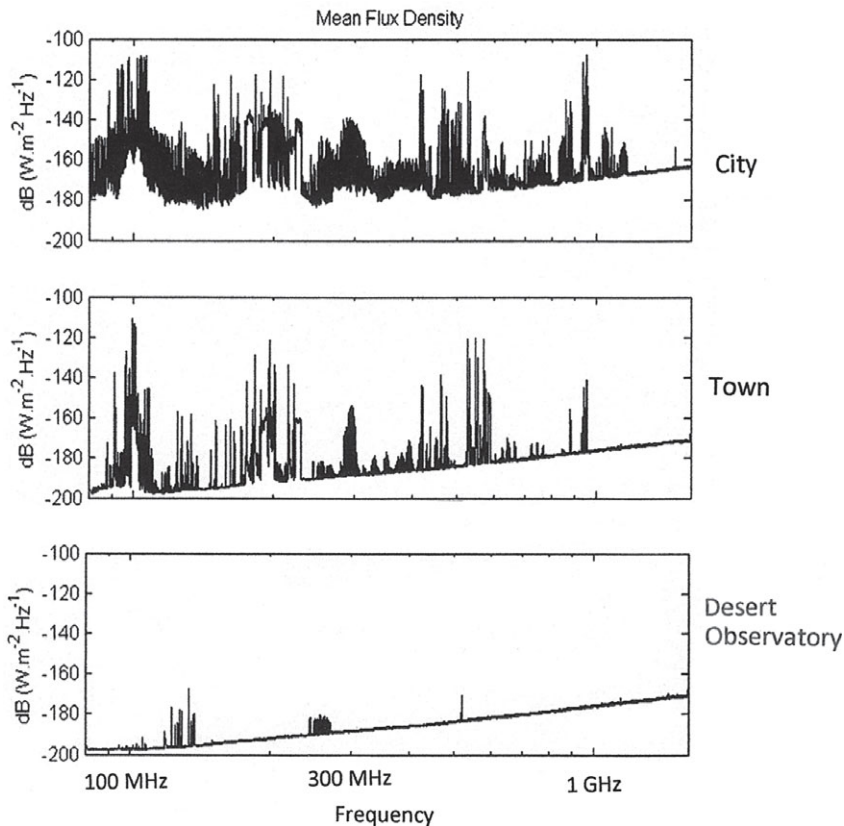 Mean Flux Density
-100
-120
-140
-160
-180
-200
dB (W.m-2 Hz-1)
City
-100
-120
-140
-160
-180
-200
dB (W.m-2.Hz-1)
Town
-100
-120
-140
-160
-180
-200
dB (W.m-2.Hz-1)
Desert
Observatory
100 MHz
300 MHz
1 GHz
Frequency